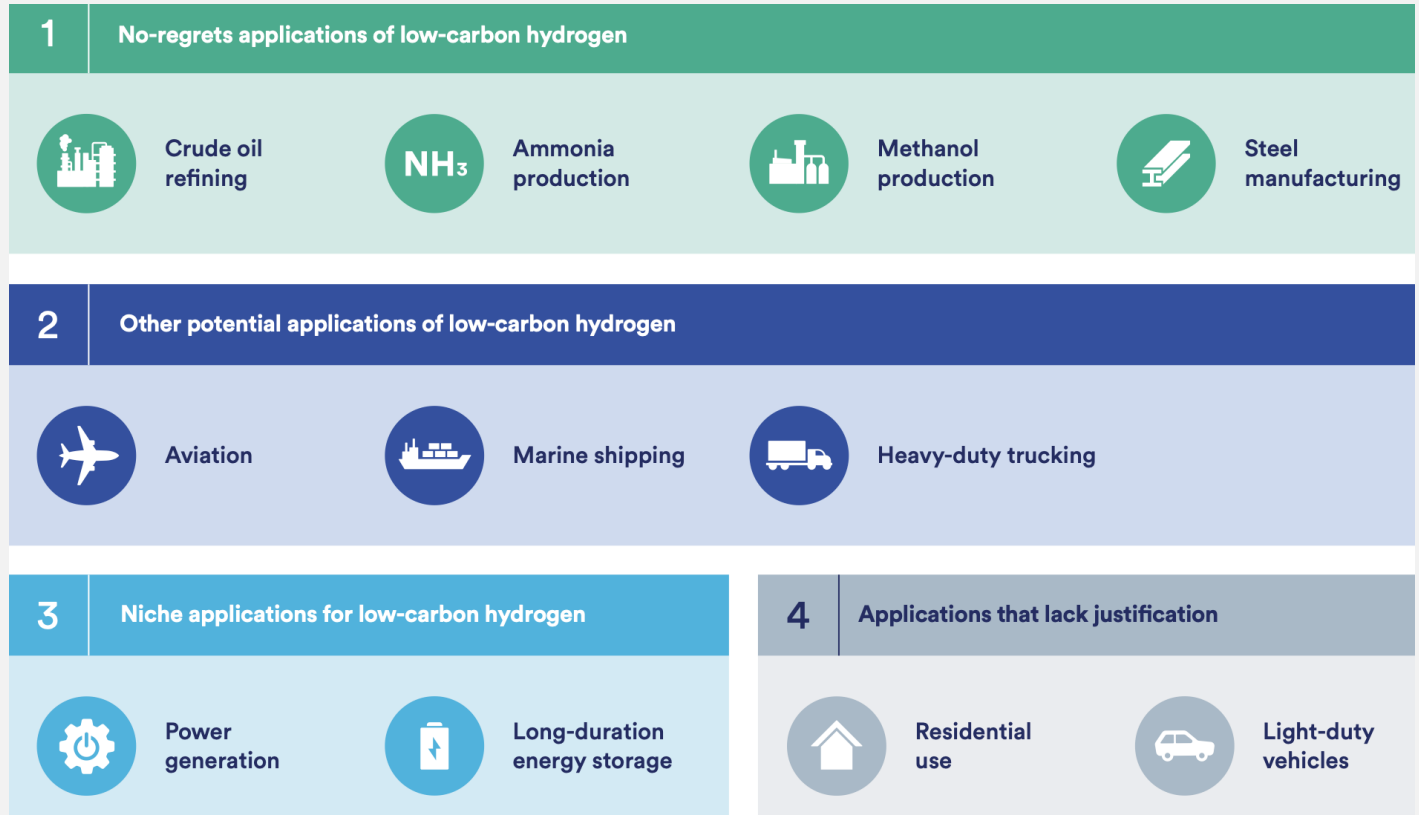 1
No-regrets applications of low-carbon hydrogen
Crude oil
refining
NH₃
Ammonia
production
Methanol
production
Steel
manufacturing
2
Other potential applications of low-carbon hydrogen
Aviation
Marine shipping
Heavy-duty trucking
3
Niche applications for low-carbon hydrogen
Power
generation
Long-duration
energy storage
4
Applications that lack justification
Residential
use
Light-duty
vehicles